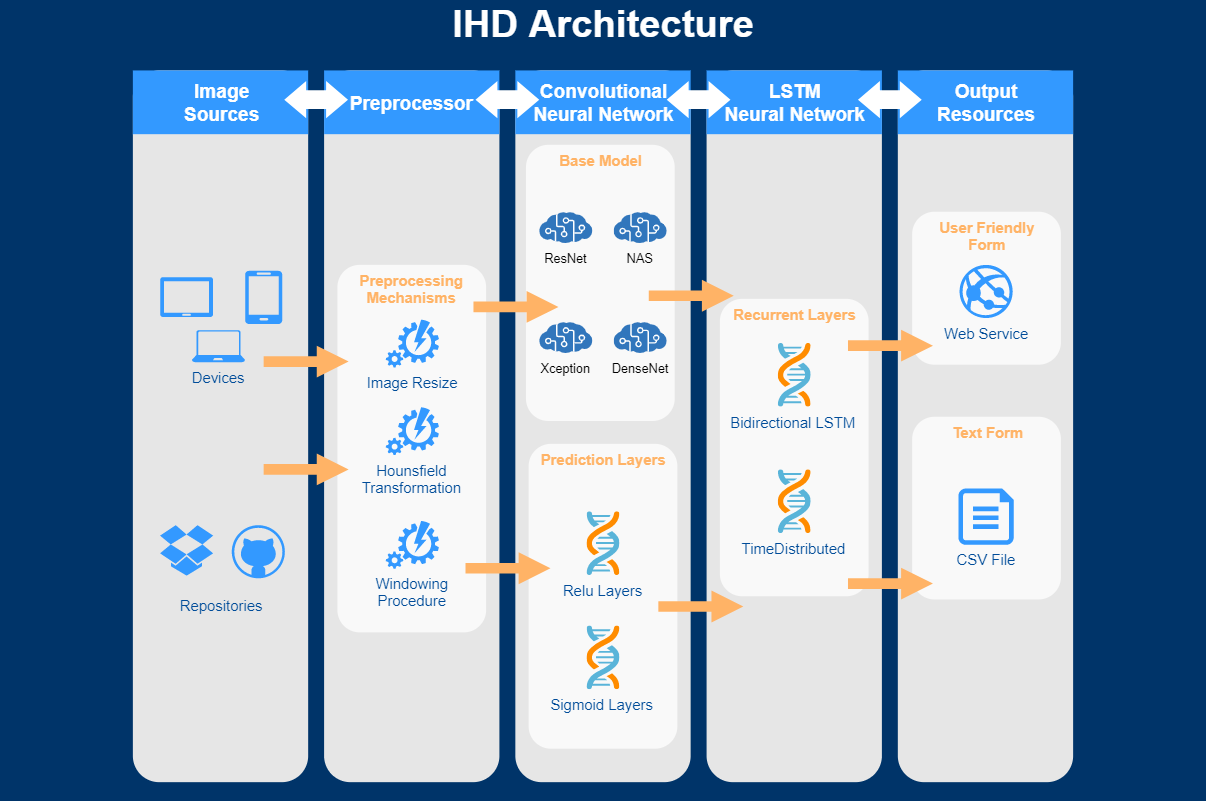 IHD Architecture
Image
Sources
Preprocessor
Convolutional
Neural Network
LSTM
Neural Network
Output
Resources
Devices
Repositories
Preprocessing
Mechanisms
Image Resize
Hounsfield
Transformation
Windowing
Procedure
Base Model
ResNet
NAS
Xception
DenseNet
Prediction Layers
Relu Layers
Sigmoid Layers
Recurrent Layers
Bidirectional LSTM
TimeDistributed
User Friendly
Form
Web Service
Text Form
CSV File